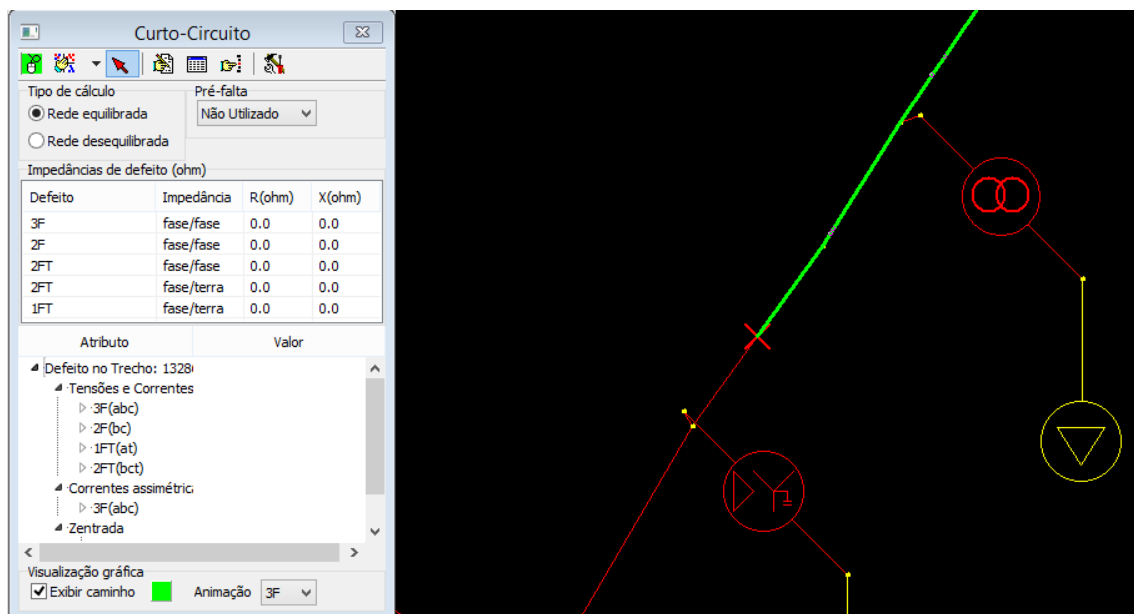 Curto-Circuito
Tipo de cálculo
Pré-falta
Rede equilibrada
Não Utilizado
Rede desequilibrada
Impedâncias de defeito (ohm)
Defeito Impedância R(ohm) X(ohm)
3F fase/fase 0.0 0.0
2F fase/fase 0.0 0.0
2FT fase/fase 0.0 0.0
2FT fase/terra 0.0 0.0
1FT fase/terra 0.0 0.0
Atributo Valor
Defeito no Trecho: 1328
Tensões e Correntes
3F(abc)
2F(bc)
1FT(at)
2FT(bct)
Correntes assimétric
3F(abc)
Zentrada
Visualização gráfica
Exibir caminho Animação 3F